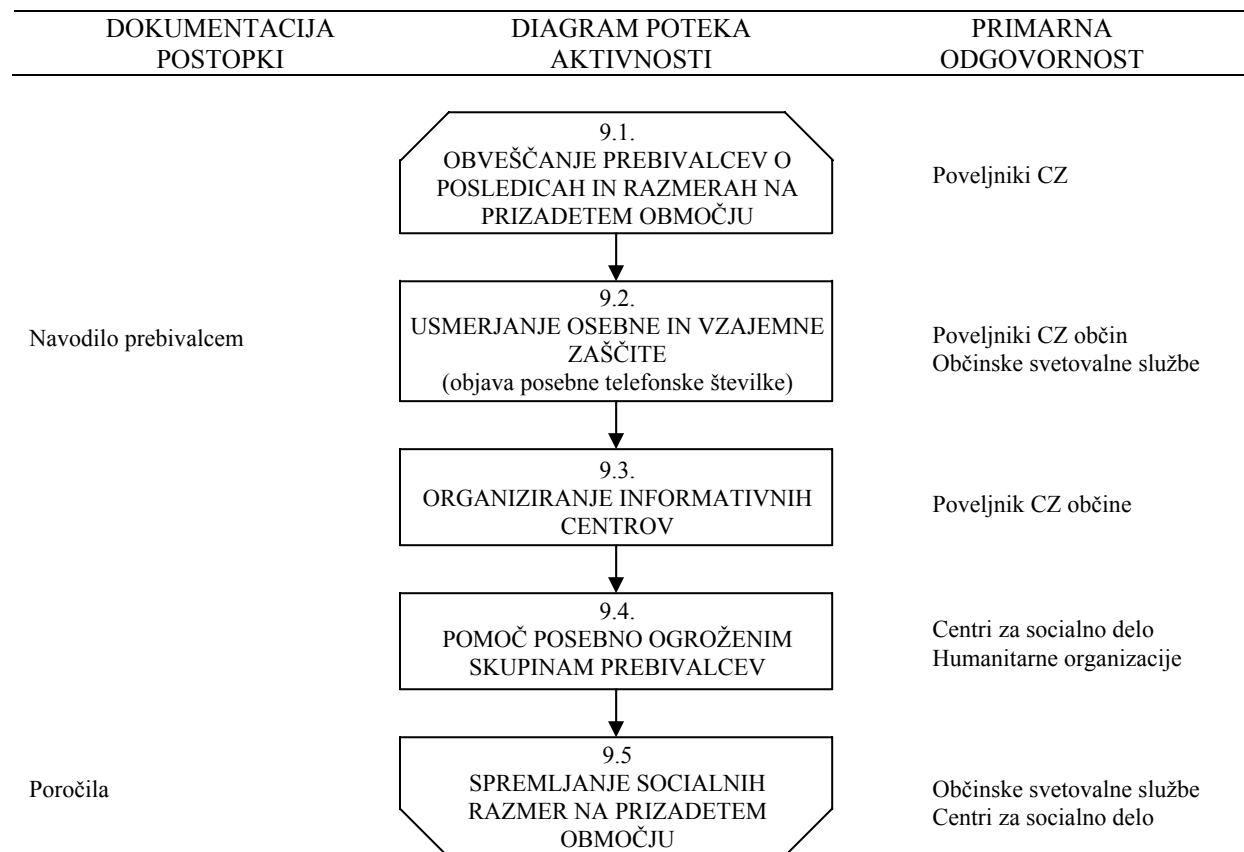 DOKUMENTACIJA
POSTOPKI
DIAGRAM POTEKA
AKTIVNOSTI
PRIMARNA
ODGOVORNOST
9.1.
OBVEŠČANJE PREBIVALCEV O
POSLEDICAH IN RAZMERAH NA
PRIZADETEM OBMOČJU
Poveljniki CZ
Navodilo prebivalcem
9.2.
USMERJANJE OSEBNE IN VZAJEMNE
ZAŠČITE
(objava posebne telefonske številke)
Poveljniki CZ občin
Občinske svetovalne službe
9.3.
ORGANIZIRANJE INFORMATIVNIH
CENTROV
Poveljnik CZ občine
9.4.
POMOČ POSEBNO OGROŽENIM
SKUPINAM PREBIVALCEV
Centri za socialno delo
Humanitarne organizacije
Poročila
9.5
SPREMLJANJE SOCIALNIH
RAZMER NA PRIZADETEM
OBMOČJU
Občinske svetovalne službe
Centri za socialno delo